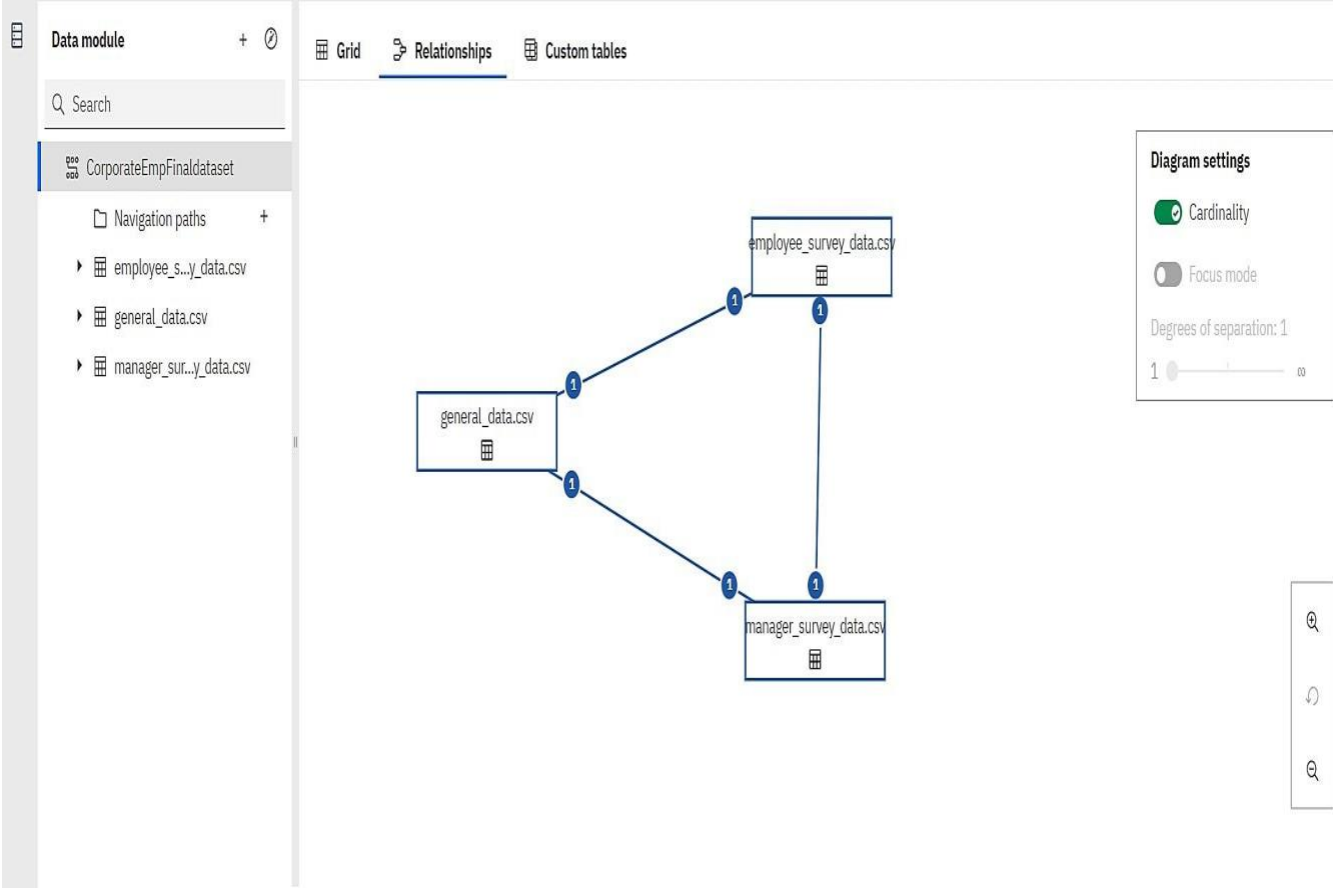 Data module
+
Search
CorporateEmpFinaldataset
Navigation paths
+
employee_s...y_data.csv
general_data.csv
manager_sur...y_data.csv
Grid
Relationships
Custom tables
employee_survey_data.csv
1
1
1
general_data.csv
1
1
1
manager_survey_data.csv
Diagram settings
Cardinality
Focus mode
Degrees of separation: 1
1
∞